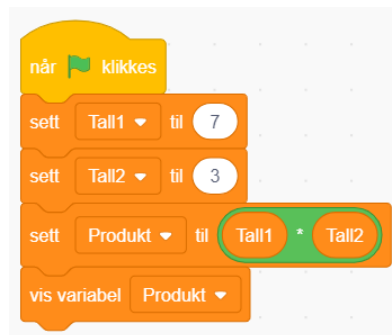 når klikkes
sett Tall1 til 7
sett Tall2 til 3
sett Produkt til Tall1 * Tall2
vis variabel Produkt